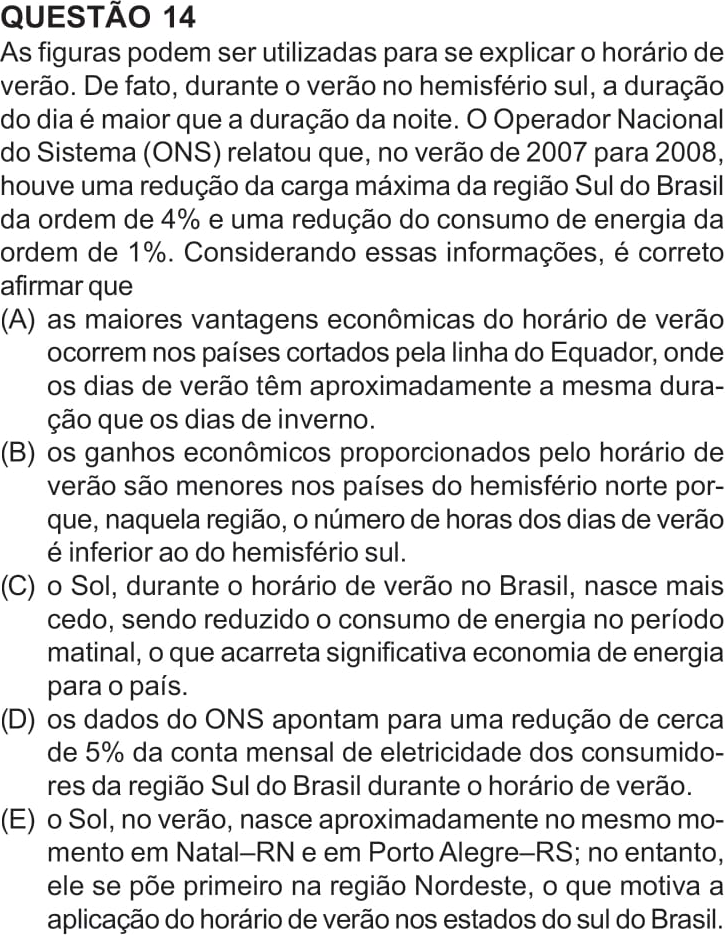 QUESTÃO 14
As figuras podem ser utilizadas para se explicar o horário de
verão. De fato, durante o verão no hemisfério sul, a duração
do dia é maior que a duração da noite. O Operador Nacional
do Sistema (ONS) relatou que, no verão de 2007 para 2008,
houve uma redução da carga máxima da região Sul do Brasil
da ordem de 4% e uma redução do consumo de energia da
ordem de 1%. Considerando essas informações, é correto
afirmar que
(A) as maiores vantagens econômicas do horário de verão
ocorrem nos países cortados pela linha do Equador, onde
os dias de verão têm aproximadamente a mesma dura-
ção que os dias de inverno.
(B) os ganhos econômicos proporcionados pelo horário de
verão são menores nos países do hemisfério norte por-
que, naquela região, o número de horas dos dias de verão
é inferior ao do hemisfério sul.
(C) o Sol, durante o horário de verão no Brasil, nasce mais
cedo, sendo reduzido o consumo de energia no período
matinal, o que acarreta significativa economia de energia
para o país.
(D) os dados do ONS apontam para uma redução de cerca
de 5% da conta mensal de eletricidade dos consumido-
res da região Sul do Brasil durante o horário de verão.
(E) o Sol, no verão, nasce aproximadamente no mesmo mo-
mento em Natal–RN e em Porto Alegre–RS; no entanto,
ele se põe primeiro na região Nordeste, o que motiva a
aplicação do horário de verão nos estados do sul do Brasil.